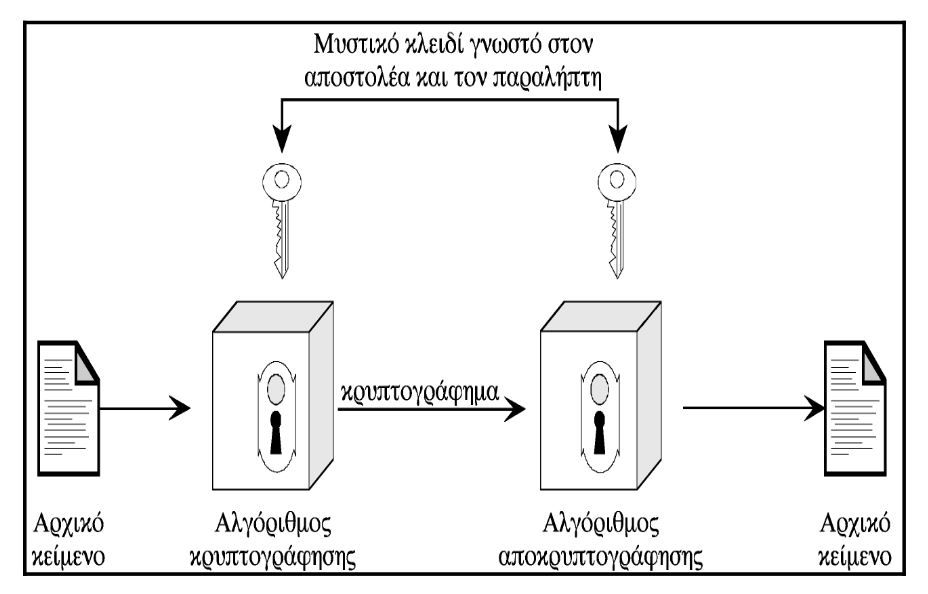 Μυστικό κλειδί γνωστό στον
αποστολέα και τον παραλήπτη
κρυπτογράφημα
Αρχικό
κείμενο
Αλγόριθμος
κρυπτογράφησης
Αλγόριθμος
αποκρυπτογράφησης
Αρχικό
κείμενο